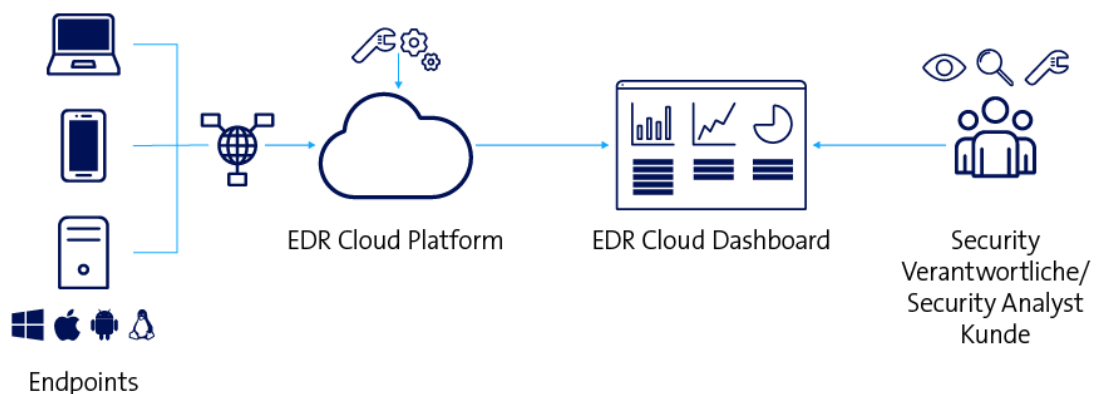 EDR Cloud Platform
EDR Cloud Dashboard
Security
Verantwortliche/
Security Analyst
Kunde
Endpoints